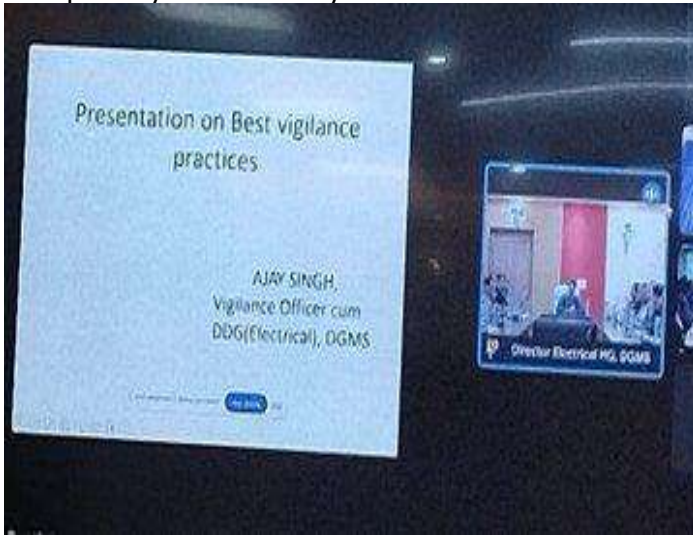 Presentation on Best vigilance
practices
AJAY SINGH,
Vigilance Officer cum
DDG(Electrical), DGMS
Director Electrical HQ, DGMS